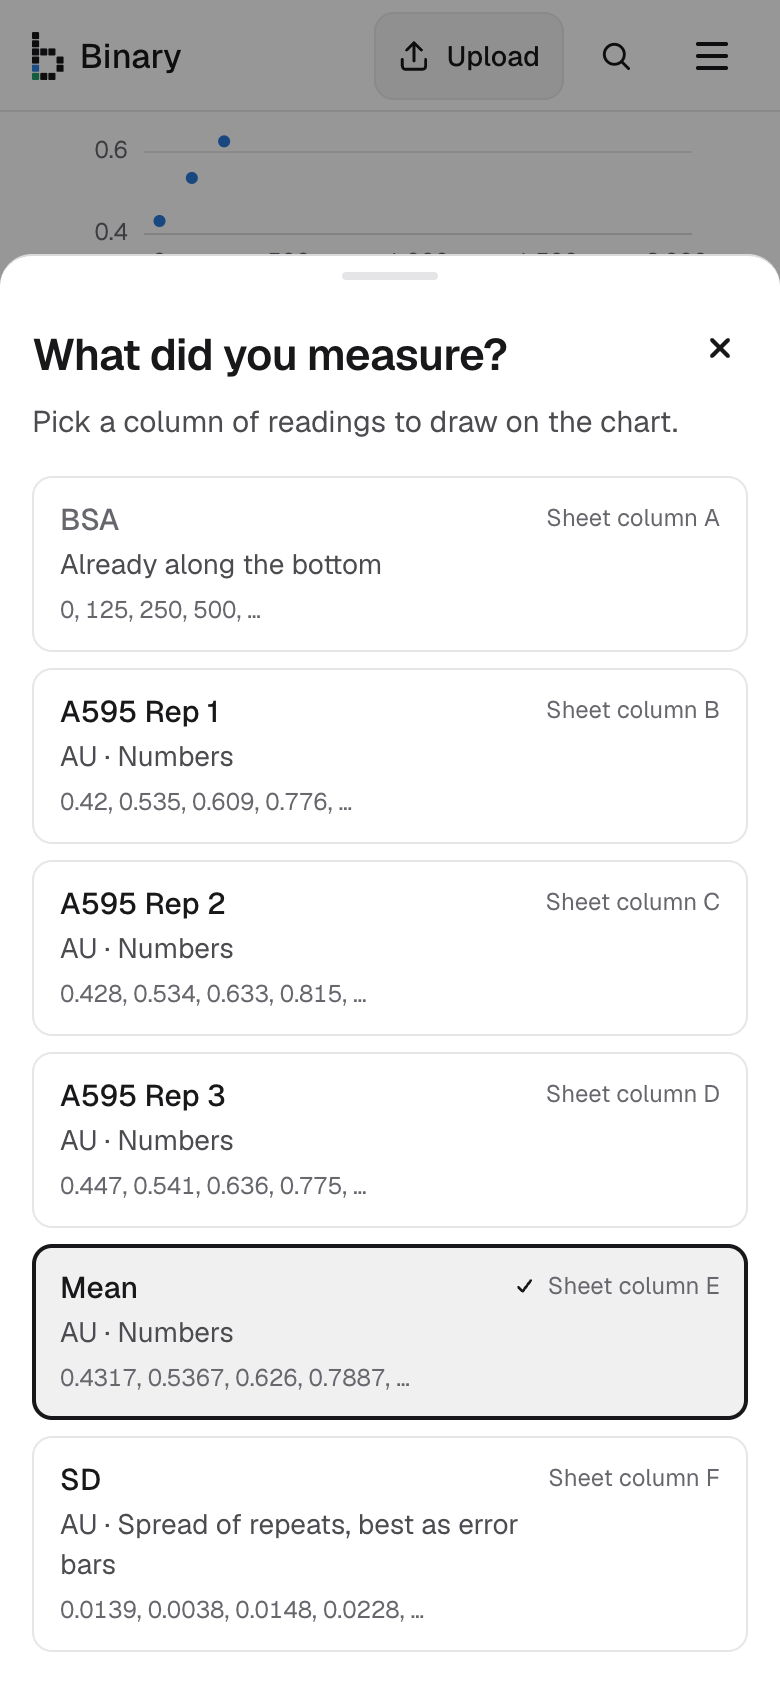 Binary
Upload
0.6
0.4
What did you measure?
Pick a column of readings to draw on the chart.
BSA
Sheet column A
Already along the bottom
0, 125, 250, 500, ...
A595 Rep 1
Sheet column B
AU · Numbers
0.42, 0.535, 0.609, 0.776, ...
A595 Rep 2
Sheet column C
AU · Numbers
0.428, 0.534, 0.633, 0.815, ...
A595 Rep 3
Sheet column D
AU · Numbers
0.447, 0.541, 0.636, 0.775, ...
Mean
Sheet column E
AU · Numbers
0.4317, 0.5367, 0.626, 0.7887, ...
SD
Sheet column F
AU · Spread of repeats, best as error
bars
0.0139, 0.0038, 0.0148, 0.0228, ...